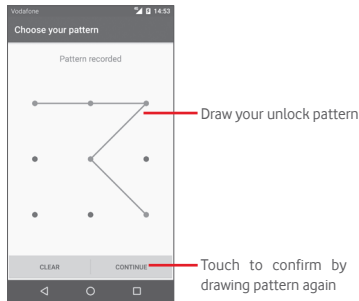 Vodafone 14:53
Choose your pattern
Pattern recorded
Draw your unlock pattern
CLEAR CONTINUE
Touch to confirm by
drawing pattern again